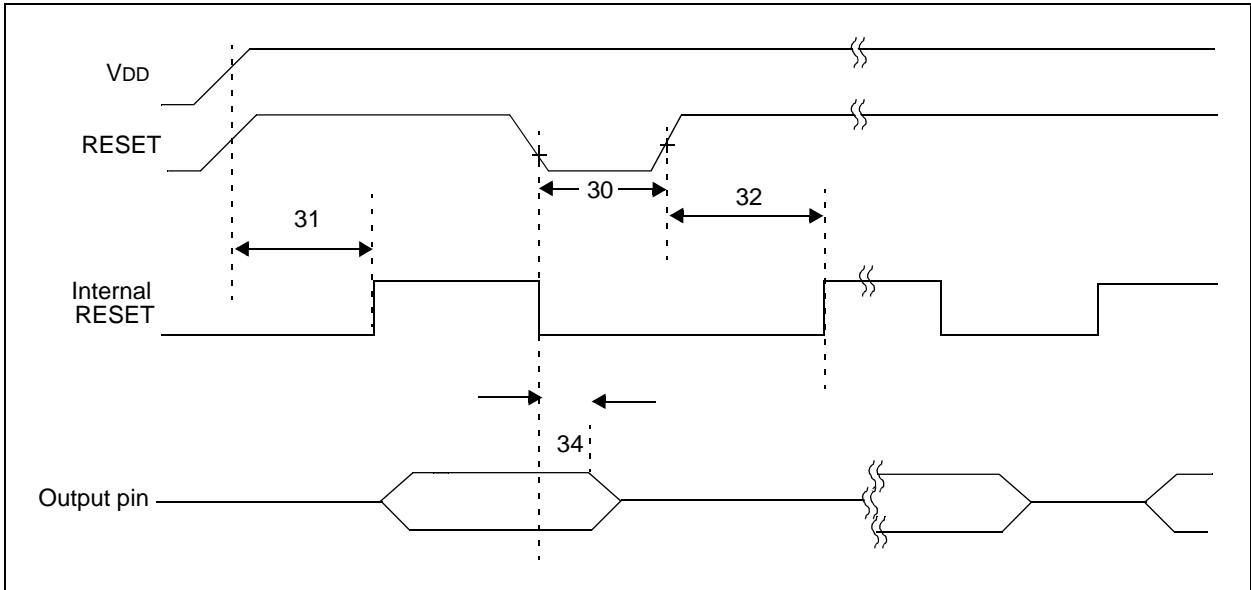 VDD
RESET
30
32
31
Internal
RESET
34
Output pin